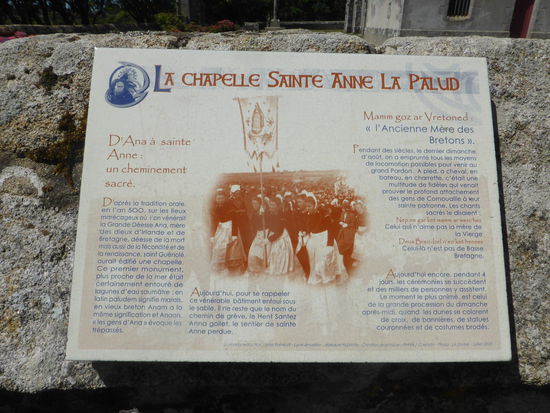 LA CHAPELLE SAINTE ANNE LA PALUD
D'Ana à sainte
Anne :
un cheminement
sacré.
D'après la tradition orale,
en l'an 500, sur les lieux
marécageux où l'on vénérait
la Grande Déesse Ana, mère
des dieux d'Irlande et de
Bretagne, déesse de la mort
mais aussi de la fécondité et de
la renaissance, saint Guénolé,
aurait édifié une chapelle.
Ce premier monument,
plus proche de la mer était
certainement entouré de
lagunes d'eau saumâtre : en
latin paludem signifie marais,
en vieux breton Anam a la
même signification et Anaon,
« les gens d'Ana » évoque les
trépassés.
Aujourd'hui, pour se rappeler
ce vénérable bâtiment enfoui sous
le sable, il ne reste que le nom du
chemin de grève, le Hent Santez
Anna gollet, le sentier de sainte
Anne perdue.
Mamm goz ar Vretoned :
« l'Ancienne Mère des
Bretons ».
Pendant des siècles, le dernier dimanche
d'août, on a emprunté tous les moyens
de locomotion possibles pour venir au
grand Pardon. A pied, à cheval, en
bateau, en charrette, c'était une
multitude de fidèles qui venait
prouver le profond attachement
des gens de Cornouaille à leur
sainte patronne. Les chants
sacrés le disaient :
Celui qui n'aime pas la mère de
la Vierge
Celui-là n'est pas de Basse
Bretagne.
Aujourd'hui encore, pendant 4
jours, les cérémonies se succèdent
et des milliers de personnes y assistent.
Le moment le plus animé, est celui
de la grande procession du dimanche
après-midi, quand les dunes se colorent
de croix, de bannières, de statues
couronnées et de costumes brodés.